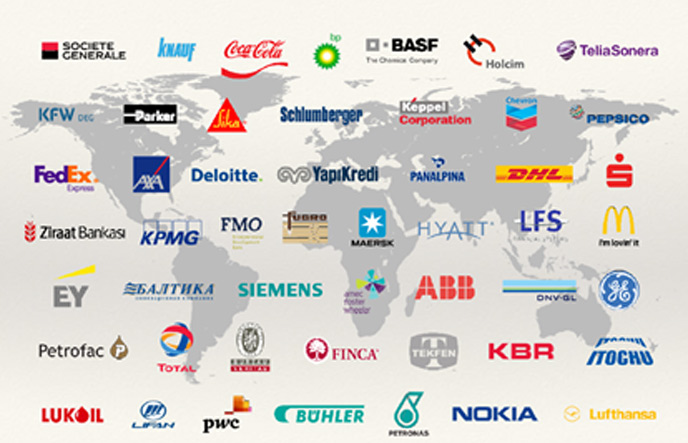 SOCIETE
GENERALE
KNAUF
Coca-Cola
bp
BASF
The Chemical Company
Holcim
TeliaSonera
KFW DEG
Parker
Sika
Schlumberger
Keppel
Corporation
Chevron
PEPSICO
FedEx
Express
AXA
Deloitte.
YapıKredi
PANALPINA
DHL
S
Ziraat Bankası
KPMG
FMO
FUGRO
MAERSK
HYATT
LFS
M
i'm lovin' it
EY
БАЛТИКА
SIEMENS
amec
foster
wheeler
ABB
DNV·GL
GE
Petrofac
P
TOTAL
BUREAU
VERITAS
FINCA
T
TEKFEN
KBR
ITOCHU
LUKOIL
LIFAN
pwc
BÜHLER
PETRONAS
NOKIA
Lufthansa